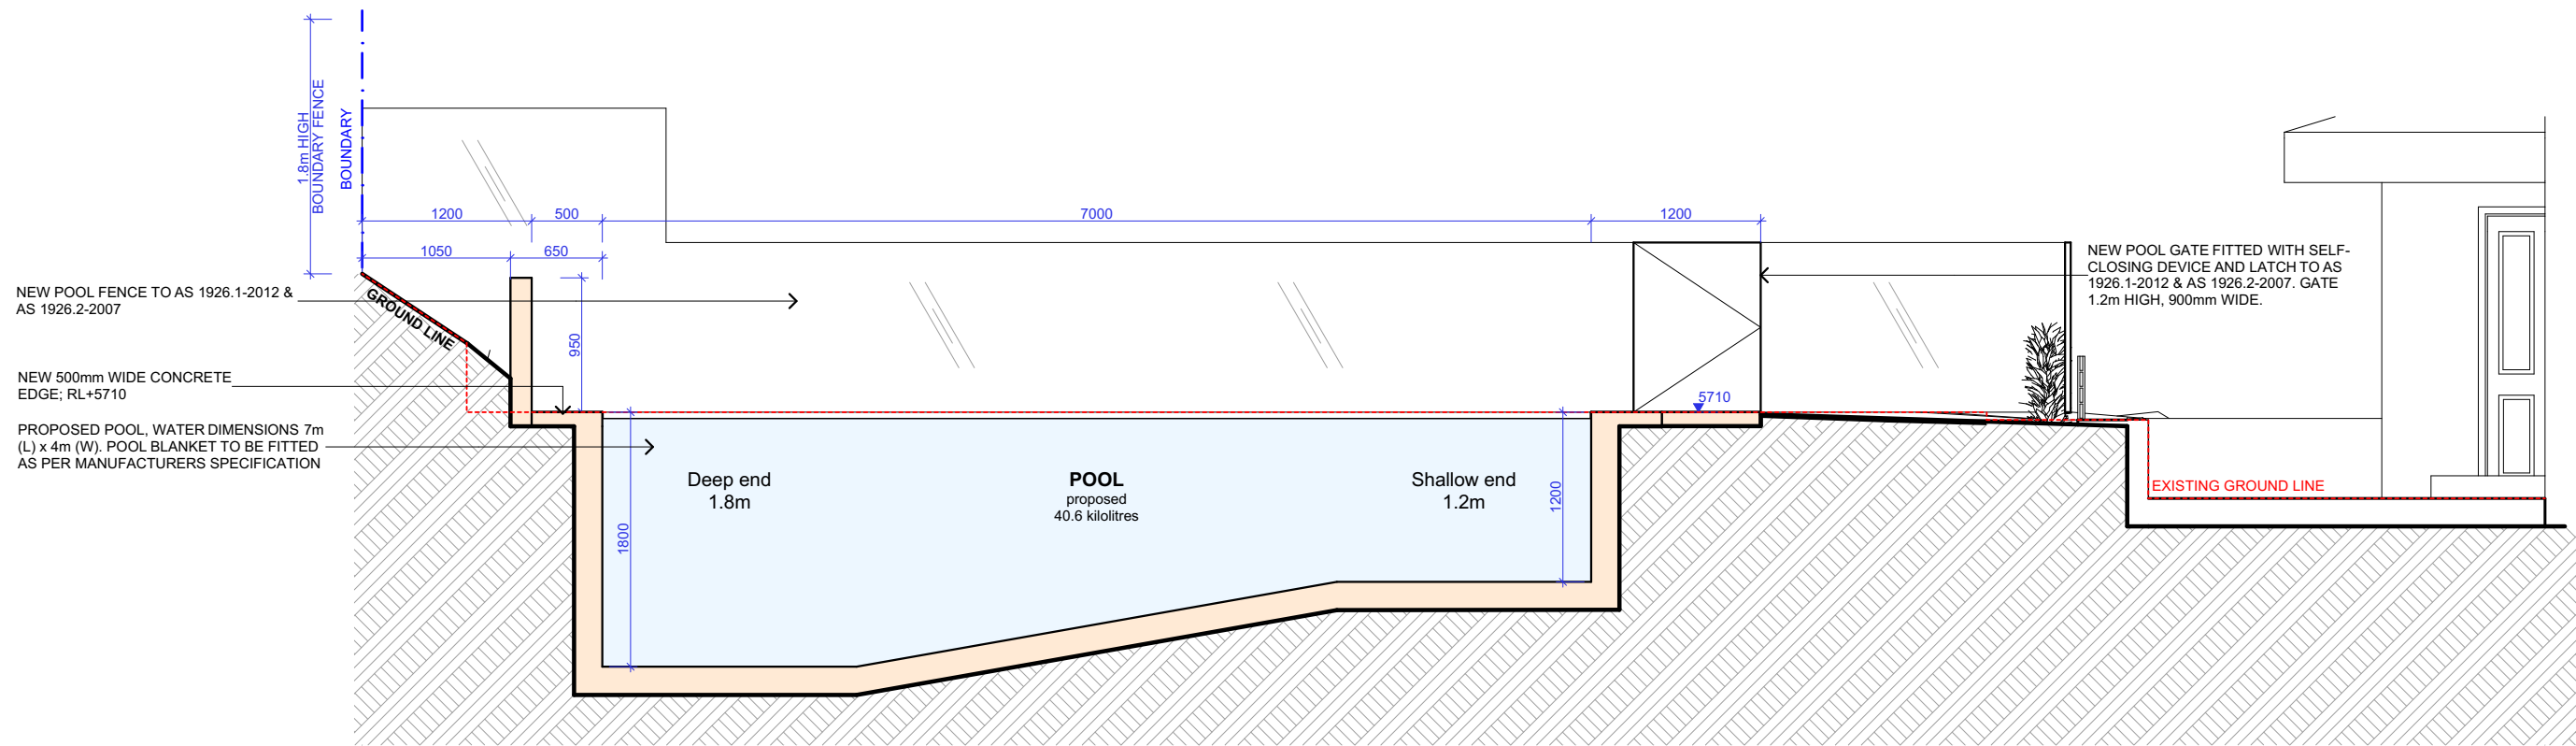 1.8m HIGH
BOUNDARY FENCE
BOUNDARY
1200
500
7000
1200
1050
650
GROUND LINE
950
NEW POOL FENCE TO AS 1926.1-2012 &
AS 1926.2-2007
NEW POOL GATE FITTED WITH SELF-
CLOSING DEVICE AND LATCH TO AS
1926.1-2012 & AS 1926.2-2007. GATE
1.2m HIGH, 900mm WIDE.
NEW 500mm WIDE CONCRETE
EDGE; RL+5710
5710
PROPOSED POOL, WATER DIMENSIONS 7m
(L) x 4m (W). POOL BLANKET TO BE FITTED
AS PER MANUFACTURERS SPECIFICATION
Deep end
1.8m
POOL
proposed
40.6 kilolitres
Shallow end
1.2m
1200
1800
EXISTING GROUND LINE